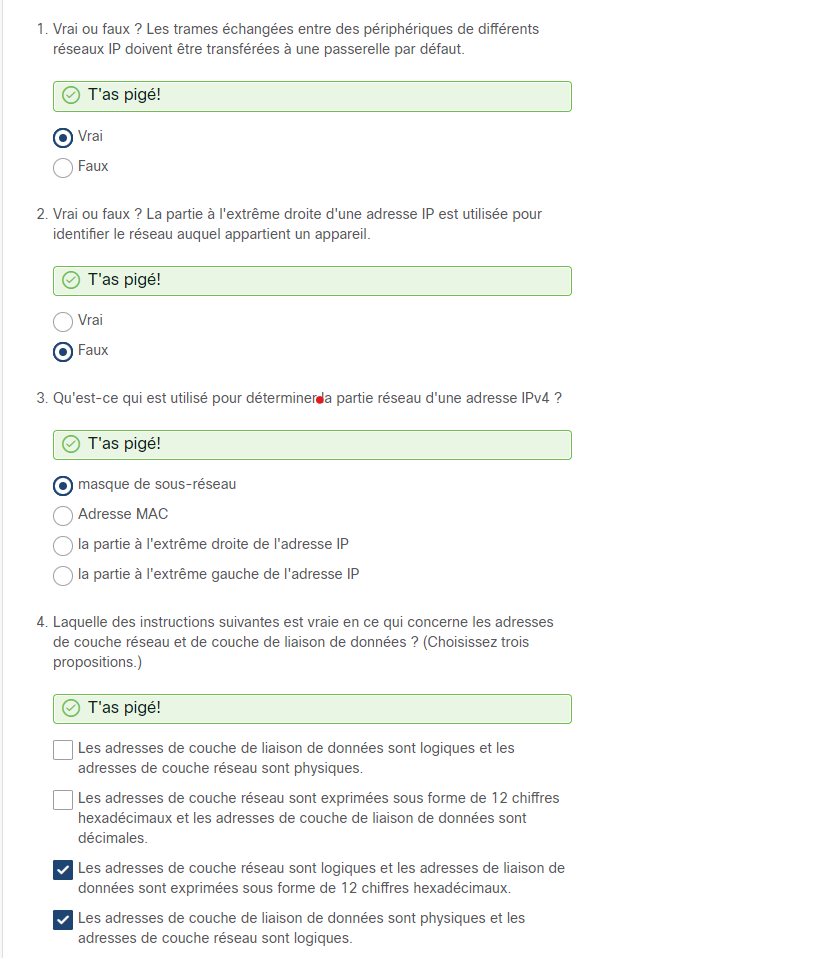 1. Vrai ou faux ? Les trames échangées entre des périphériques de différents
réseaux IP doivent être transférées à une passerelle par défaut.
T'as pigé!
Vrai
Faux
2. Vrai ou faux ? La partie à l'extrême droite d'une adresse IP est utilisée pour
identifier le réseau auquel appartient un appareil.
T'as pigé!
Vrai
Faux
3. Qu'est-ce qui est utilisé pour déterminer la partie réseau d'une adresse IPv4 ?
T'as pigé!
masque de sous-réseau
Adresse MAC
la partie à l'extrême droite de l'adresse IP
la partie à l'extrême gauche de l'adresse IP
4. Laquelle des instructions suivantes est vraie en ce qui concerne les adresses
de couche réseau et de couche de liaison de données ? (Choisissez trois
propositions.)
T'as pigé!
Les adresses de couche de liaison de données sont logiques et les
adresses de couche réseau sont physiques.
Les adresses de couche réseau sont exprimées sous forme de 12 chiffres
hexadécimaux et les adresses de couche de liaison de données sont
décimales.
Les adresses de couche réseau sont logiques et les adresses de liaison de
données sont exprimées sous forme de 12 chiffres hexadécimaux.
Les adresses de couche de liaison de données sont physiques et les
adresses de couche réseau sont logiques.